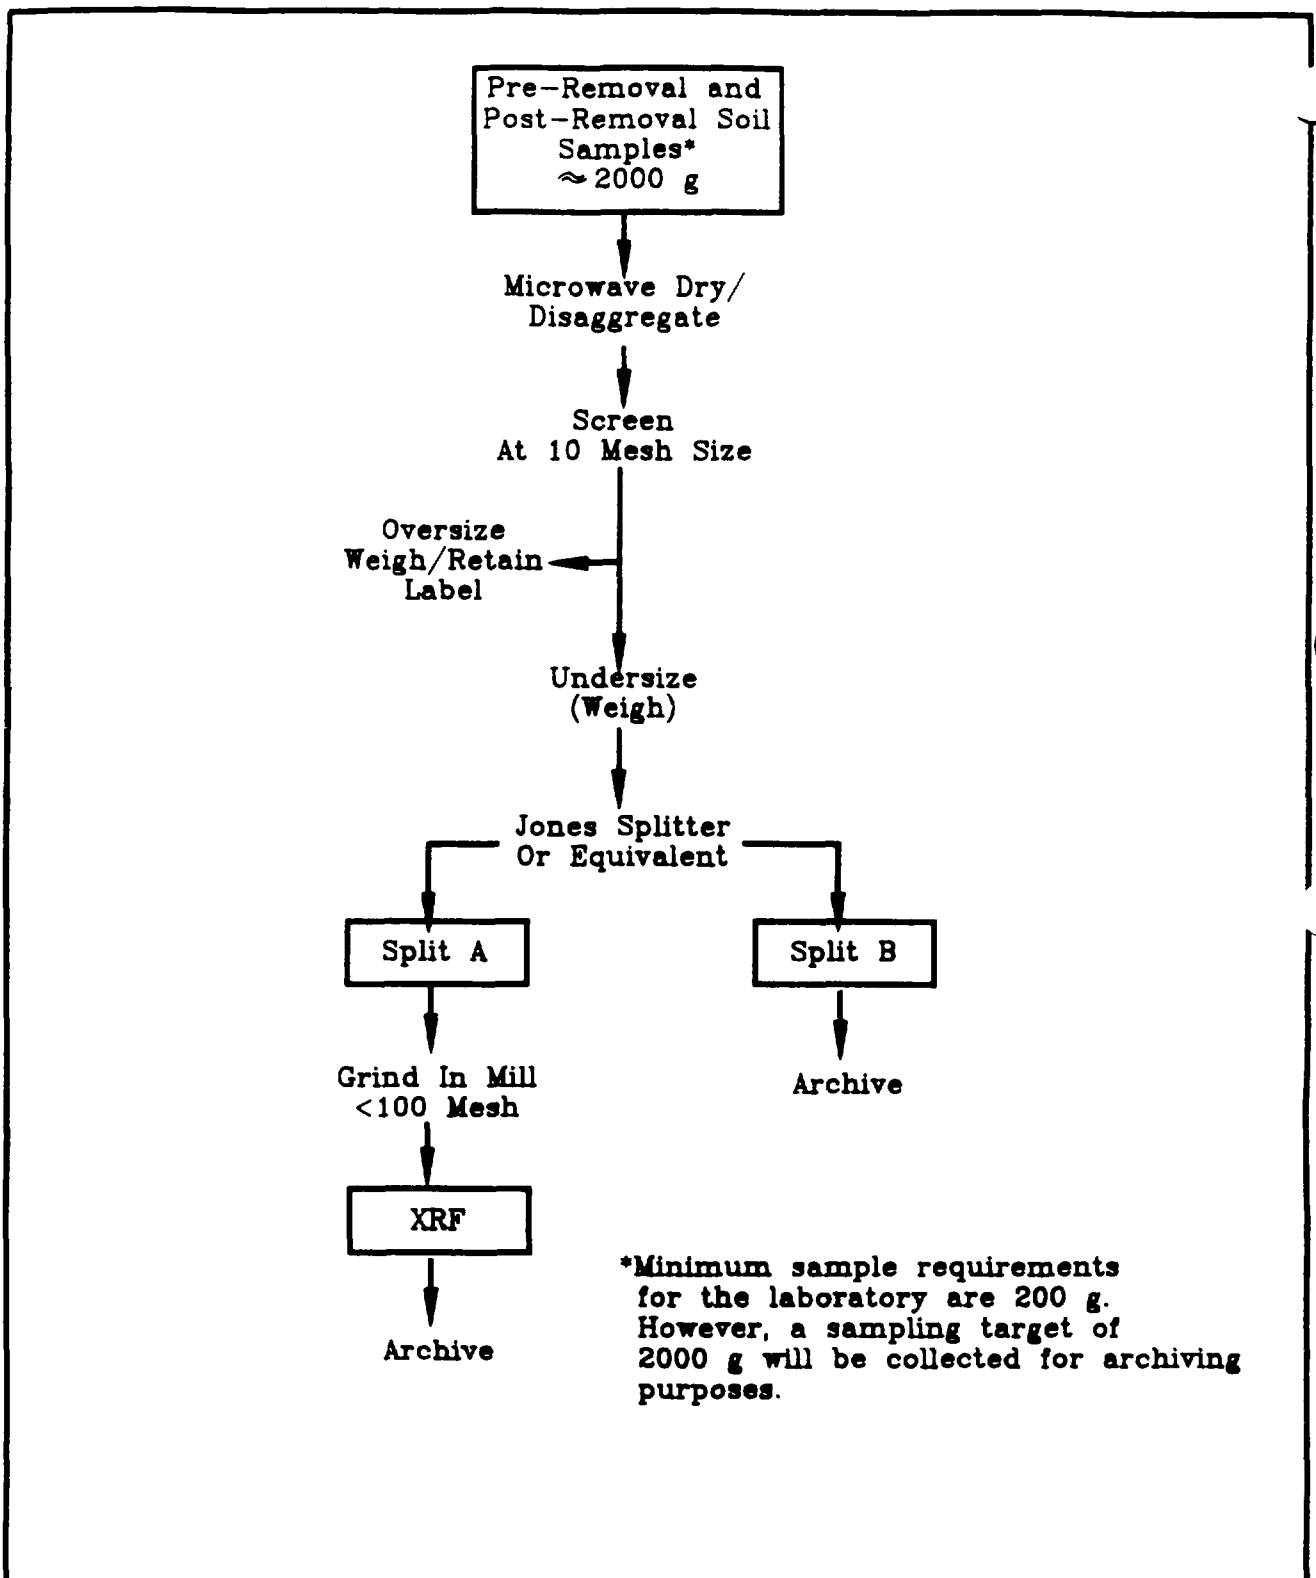 Pre-Removal and
Post-Removal Soil
Samples*
≈ 2000 g
Microwave Dry/
Disaggregate
Screen
At 10 Mesh Size
Oversize
Weigh/Retain
Label
Undersize
(Weigh)
Jones Splitter
Or Equivalent
Split A
Split B
Grind In Mill
<100 Mesh
Archive
XRF
Archive
*Minimum sample requirements
for the laboratory are 200 g.
However, a sampling target of
2000 g will be collected for archiving
purposes.